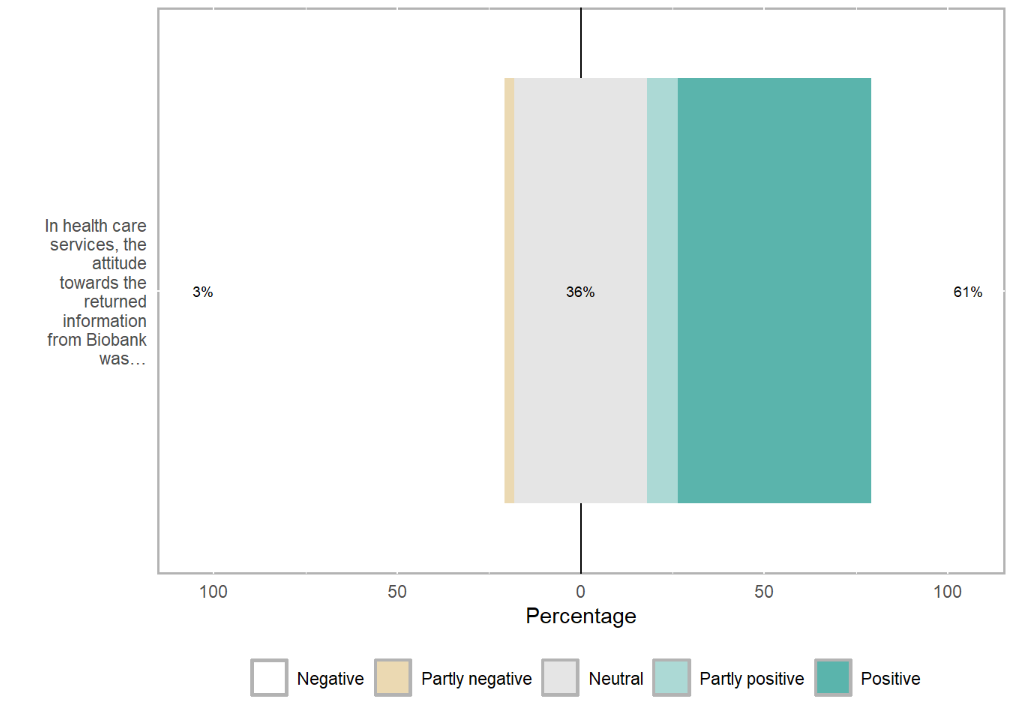 In health care
services, the
attitude
towards the
returned
information
from Biobank
was…
3%
36%
61%
100
50
0
50
100
Percentage
Negative
Partly negative
Neutral
Partly positive
Positive